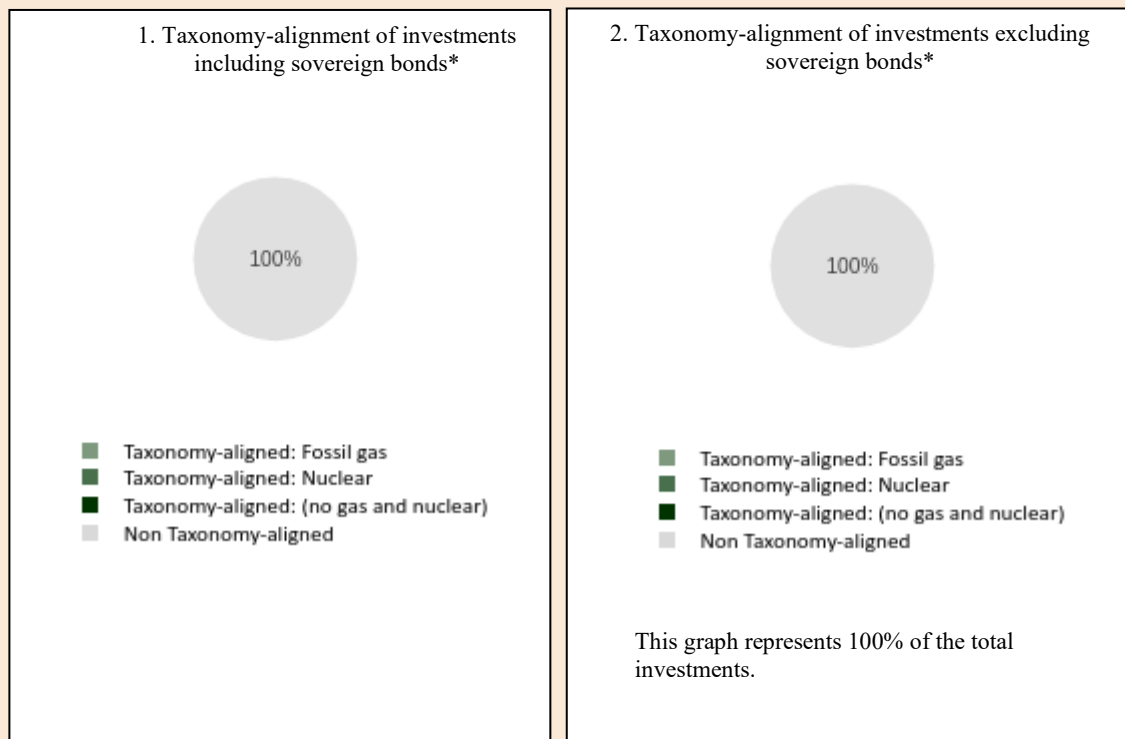 1. Taxonomy-alignment of investments
including sovereign bonds*
100%
Taxonomy-aligned: Fossil gas
Taxonomy-aligned: Nuclear
Taxonomy-aligned: (no gas and nuclear)
Non Taxonomy-aligned
2. Taxonomy-alignment of investments excluding
sovereign bonds*
100%
Taxonomy-aligned: Fossil gas
Taxonomy-aligned: Nuclear
Taxonomy-aligned: (no gas and nuclear)
Non Taxonomy-aligned
This graph represents 100% of the total
investments.